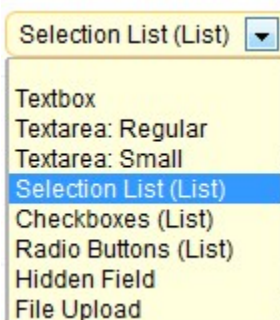 Selection List (List)
Textbox
Textarea: Regular
Textarea: Small
Selection List (List)
Checkboxes (List)
Radio Buttons (List)
Hidden Field
File Upload